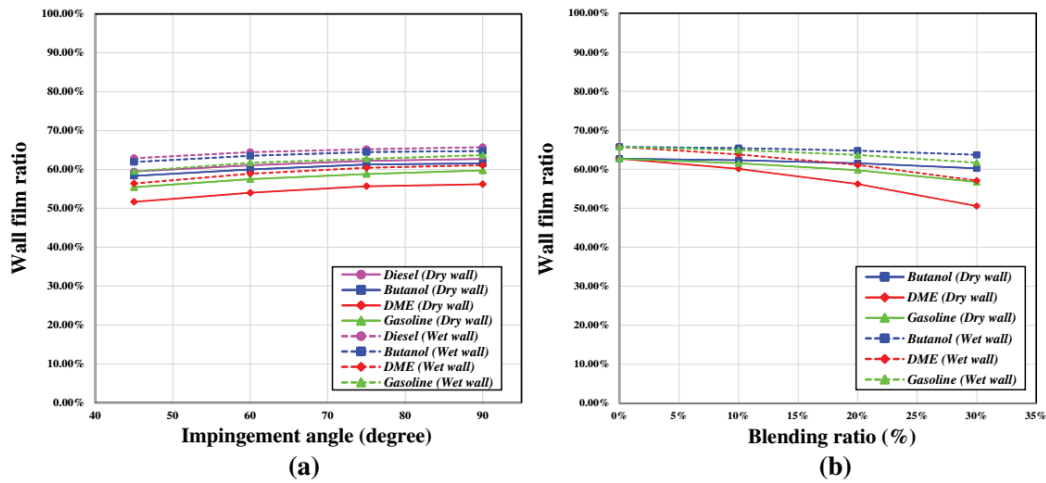 100.00%
90.00%
80.00%
70.00%
60.00%
50.00%
40.00%
30.00%
20.00%
10.00%
0.00%
Wall film ratio
40 50 60 70 80 90
Impingement angle (degree)
Diesel (Dry wall)
Butanol (Dry wall)
DME (Dry wall)
Gasoline (Dry wall)
Diesel (Wet wall)
Butanol (Wet wall)
DME (Wet wall)
Gasoline (Wet wall)
(a)
100.00%
90.00%
80.00%
70.00%
60.00%
50.00%
40.00%
30.00%
20.00%
10.00%
0.00%
Wall film ratio
0% 5% 10% 15% 20% 25% 30% 35%
Blending ratio (%)
Butanol (Dry wall)
DME (Dry wall)
Gasoline (Dry wall)
Butanol (Wet wall)
DME (Wet wall)
Gasoline (Wet wall)
(b)